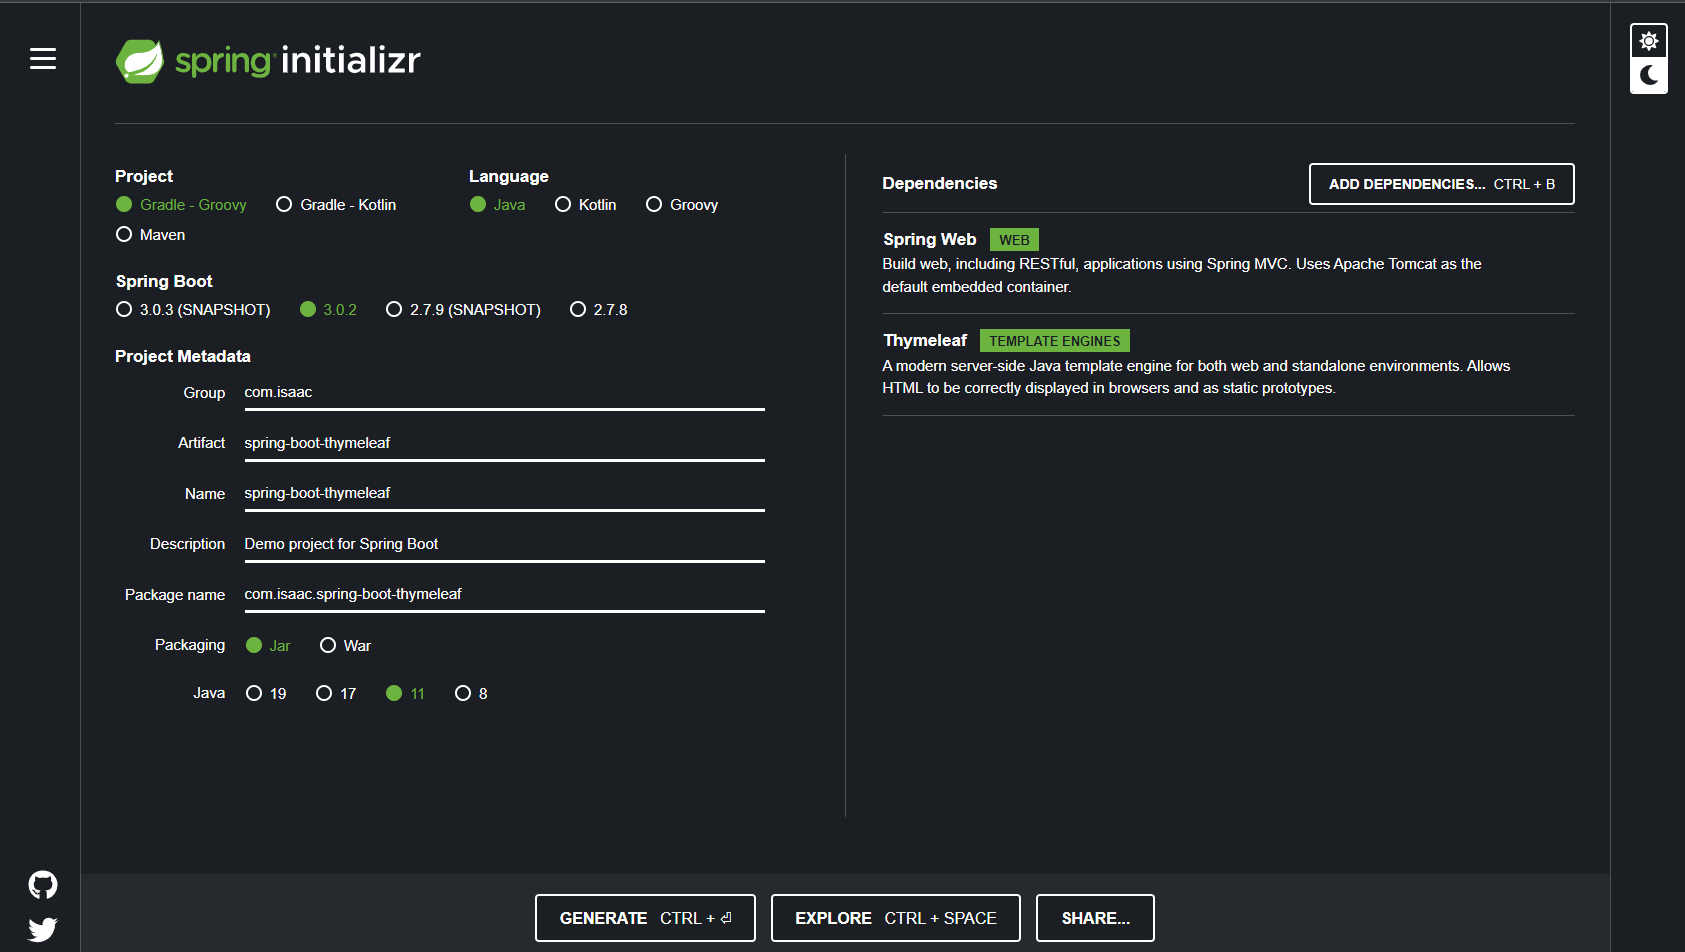 spring initializr
Project
Gradle - Groovy Gradle - Kotlin
Maven
Language
Java Kotlin Groovy
Spring Boot
3.0.3 (SNAPSHOT) 3.0.2 2.7.9 (SNAPSHOT) 2.7.8
Project Metadata
Group com.isaac
Artifact spring-boot-thymeleaf
Name spring-boot-thymeleaf
Description Demo project for Spring Boot
Package name com.isaac.spring-boot-thymeleaf
Packaging Jar War
Java 19 17 11 8
Dependencies
ADD DEPENDENCIES... CTRL + B
Spring Web WEB
Build web, including RESTful, applications using Spring MVC. Uses Apache Tomcat as the
default embedded container.
Thymeleaf TEMPLATE ENGINES
A modern server-side Java template engine for both web and standalone environments. Allows
HTML to be correctly displayed in browsers and as static prototypes.
GENERATE CTRL + ⏎
EXPLORE CTRL + SPACE
SHARE...